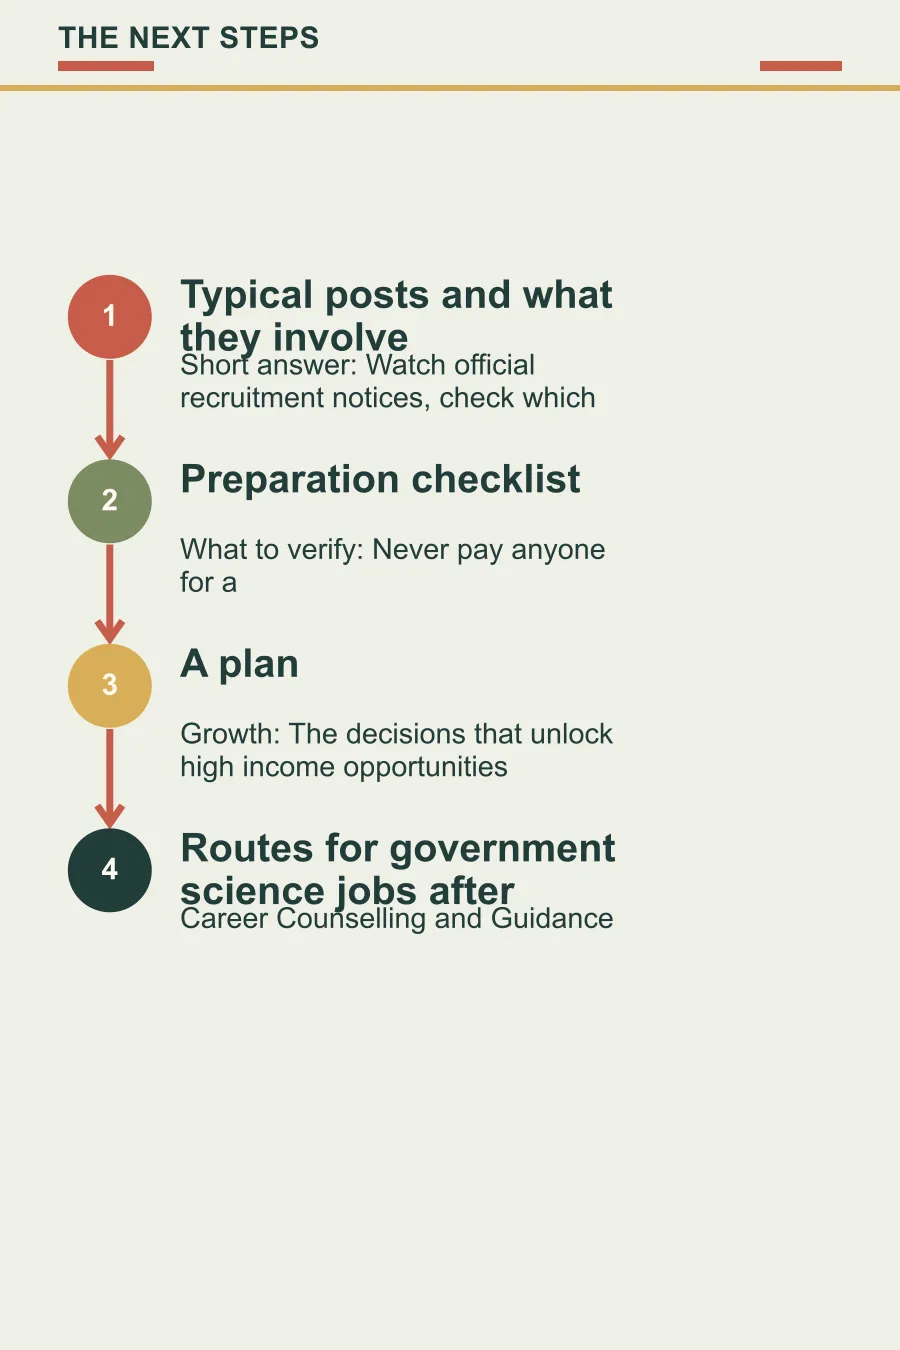 THE NEXT STEPS
1
Typical posts and what
they involve
Short answer: Watch official
recruitment notices, check which
2
Preparation checklist
What to verify: Never pay anyone
for a
3
A plan
Growth: The decisions that unlock
high income opportunities
4
Routes for government
science jobs after
Career Counselling and Guidance